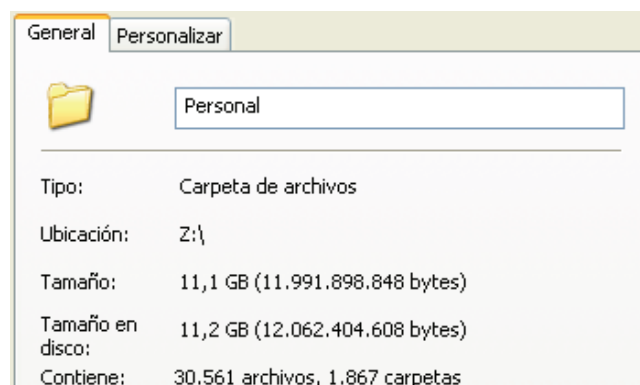 General Personalizar
Personal
Tipo: Carpeta de archivos
Ubicación: Z:\
Tamaño: 11,1 GB (11.991.898.848 bytes)
Tamaño en disco: 11,2 GB (12.062.404.608 bytes)
Contiene: 30.561 archivos, 1.867 carpetas